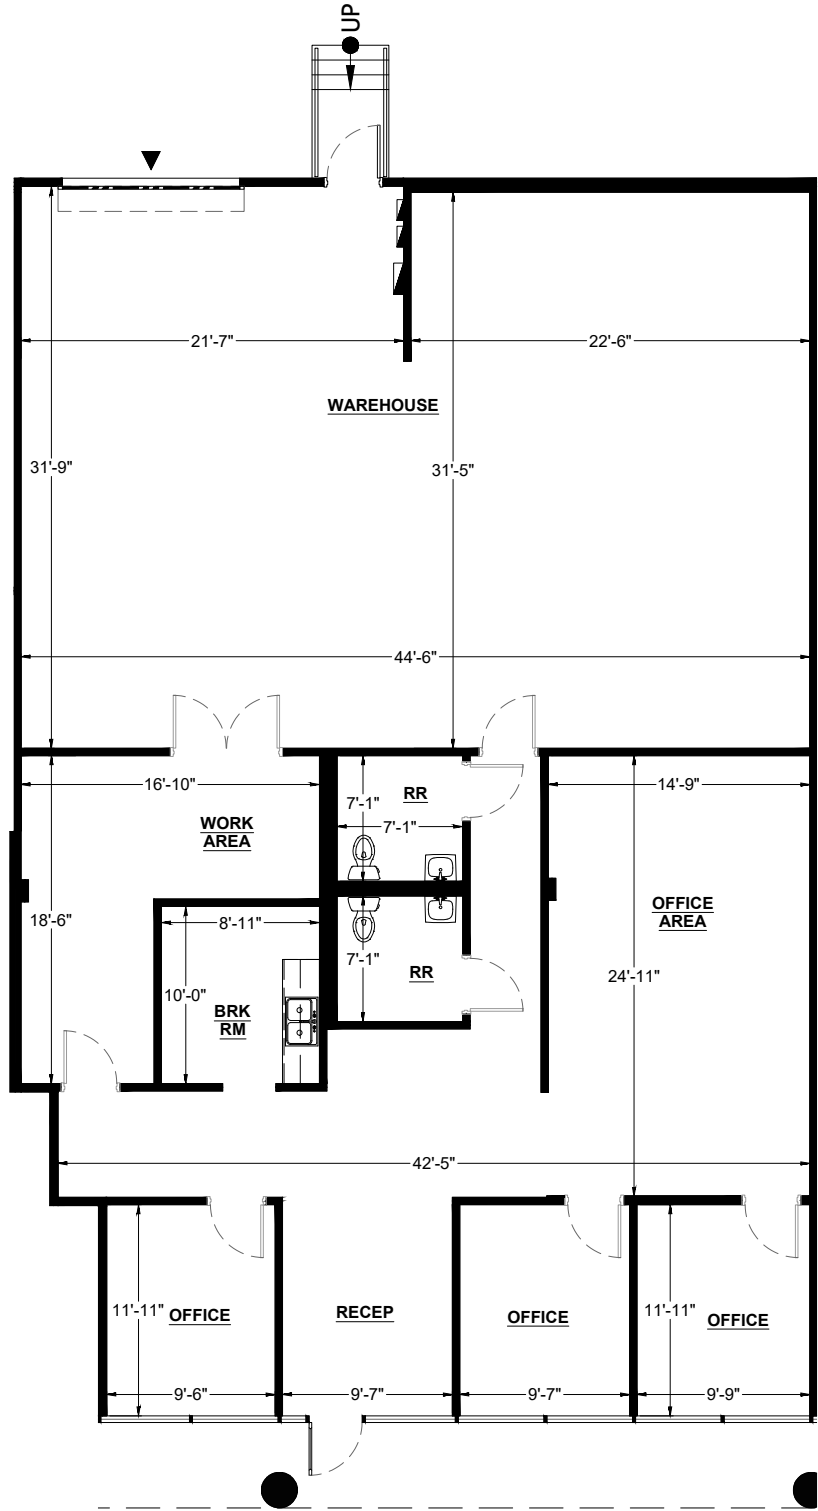 UP
21'-7"
22'-6"
WAREHOUSE
31'-9"
31'-5"
44'-6"
16'-10"
14'-9"
RR
7'-1"
7'-1"
WORK
AREA
OFFICE
AREA
18'-6"
8'-11"
7'-1"
RR
24'-11"
10'-0"
BRK
RM
42'-5"
11'-11"
OFFICE
RECEP
OFFICE
11'-11"
OFFICE
9'-6"
9'-7"
9'-7"
9'-9"